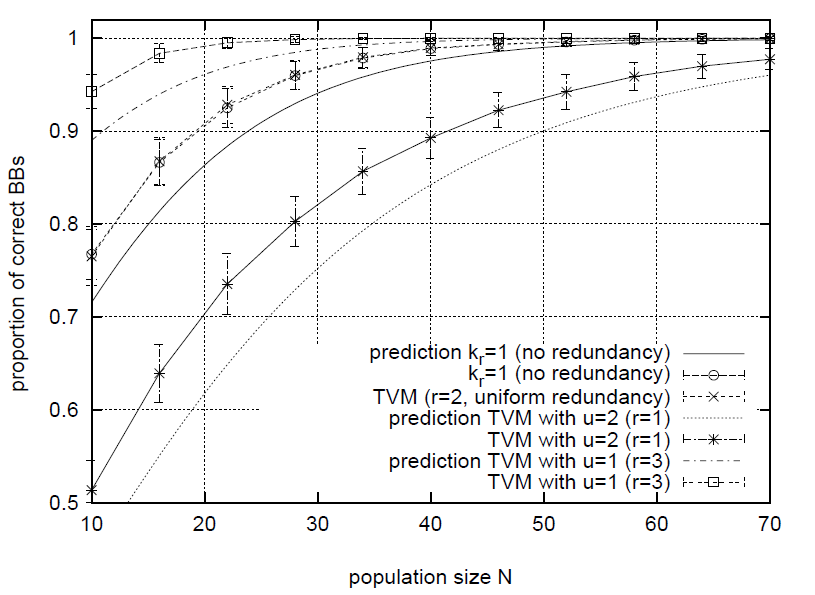 1
0.9
0.8
0.7
0.6
0.5
proportion of correct BBs
prediction kr=1 (no redundancy)
kr=1 (no redundancy)
TVM (r=2, uniform redundancy)
prediction TVM with u=2 (r=1)
TVM with u=2 (r=1)
prediction TVM with u=1 (r=3)
TVM with u=1 (r=3)
10 20 30 40 50 60 70
population size N